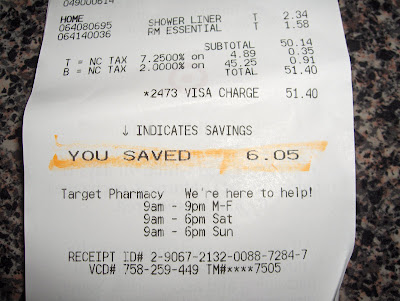 049000614
HOME
064080695 SHOWER LINER T 2.34
064140036 RM ESSENTIAL T 1.58
SUBTOTAL 50.14
T = NC TAX 7.2500% on 4.89 0.35
B = NC TAX 2.0000% on 45.25 0.91
TOTAL 51.40
*2473 VISA CHARGE 51.40
↓ INDICATES SAVINGS
YOU SAVED 6.05
Target Pharmacy We're here to help!
9am - 9pm M-F
9am - 6pm Sat
9am - 6pm Sun
RECEIPT ID# 2-9067-2132-0088-7284-7
VCD# 758-259-449 TM#****7505